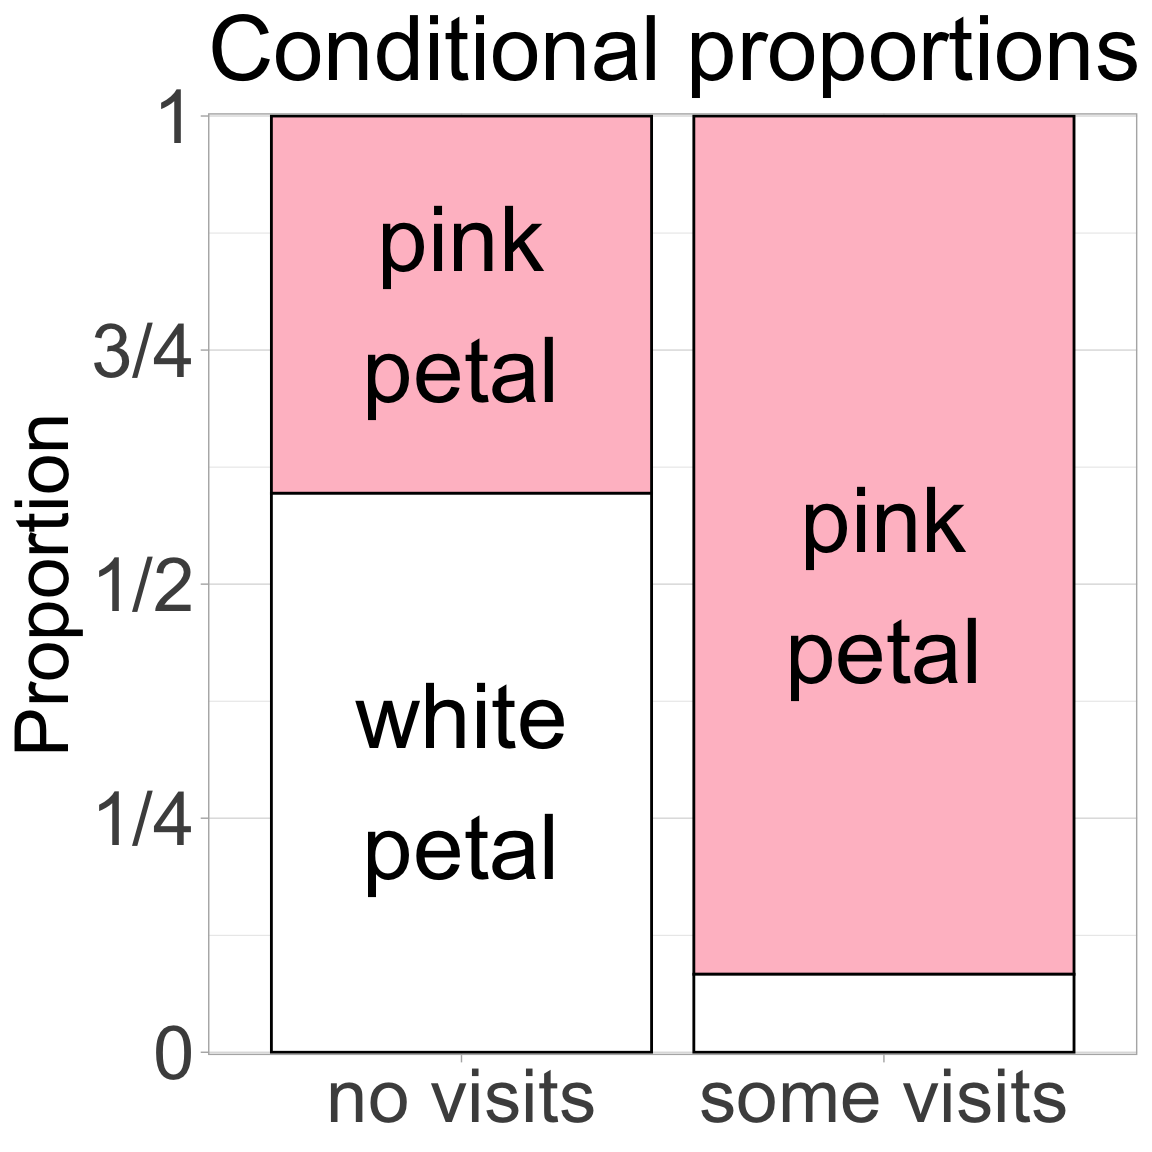 Conditional proportions
Proportion
1
3/4
1/2
1/4
0
pink
petal
white
petal
pink
petal
no visits
some visits